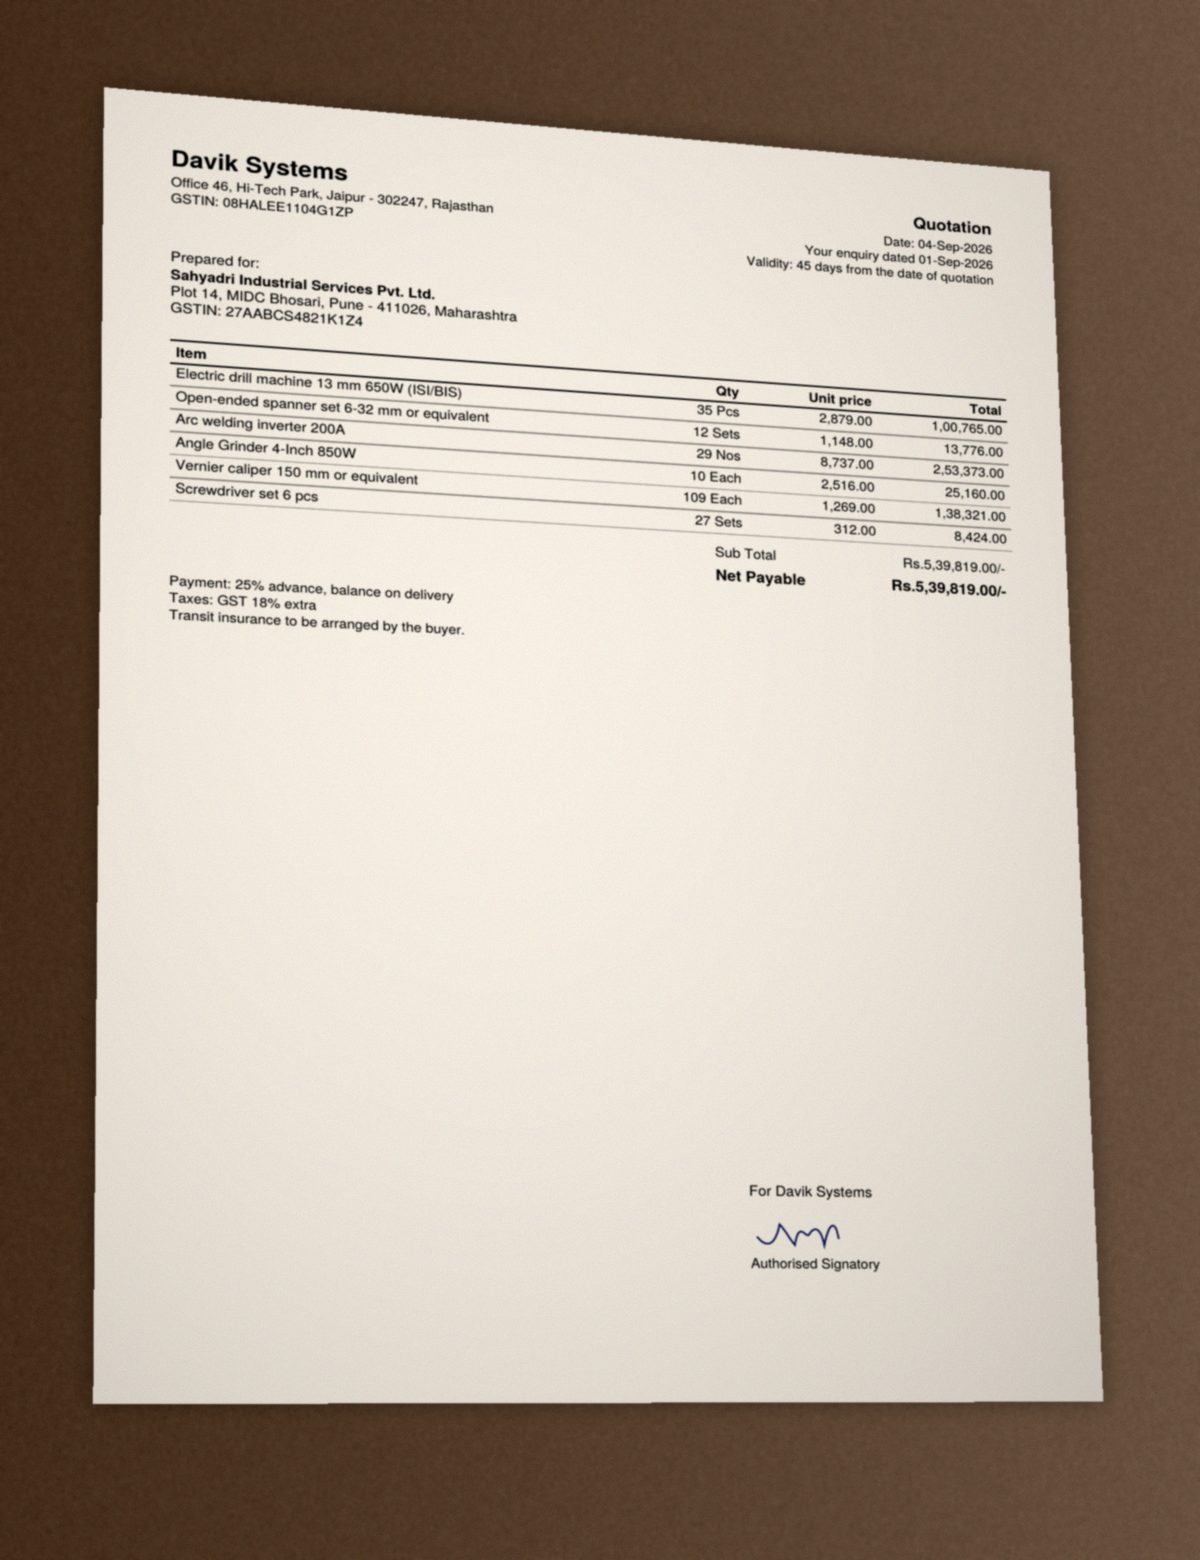 Davik Systems
Office 46, Hi-Tech Park, Jaipur - 302247, Rajasthan
GSTIN: 08HALEE1104G1ZP
Quotation
Date: 04-Sep-2026
Your enquiry dated 01-Sep-2026
Validity: 45 days from the date of quotation
Prepared for:
Sahyadri Industrial Services Pvt. Ltd.
Plot 14, MIDC Bhosari, Pune - 411026, Maharashtra
GSTIN: 27AABCS4821K1Z4
Item Qty Unit price Total
Electric drill machine 13 mm 650W (ISI/BIS) 35 Pcs 2,879.00 1,00,765.00
Open-ended spanner set 6-32 mm or equivalent 12 Sets 1,148.00 13,776.00
Arc welding inverter 200A 29 Nos 8,737.00 2,53,373.00
Angle Grinder 4-Inch 850W 10 Each 2,516.00 25,160.00
Vernier caliper 150 mm or equivalent 109 Each 1,269.00 1,38,321.00
Screwdriver set 6 pcs 27 Sets 312.00 8,424.00
Sub Total Rs.5,39,819.00/-
Net Payable Rs.5,39,819.00/-
Payment: 25% advance, balance on delivery
Taxes: GST 18% extra
Transit insurance to be arranged by the buyer.
For Davik Systems
Authorised Signatory